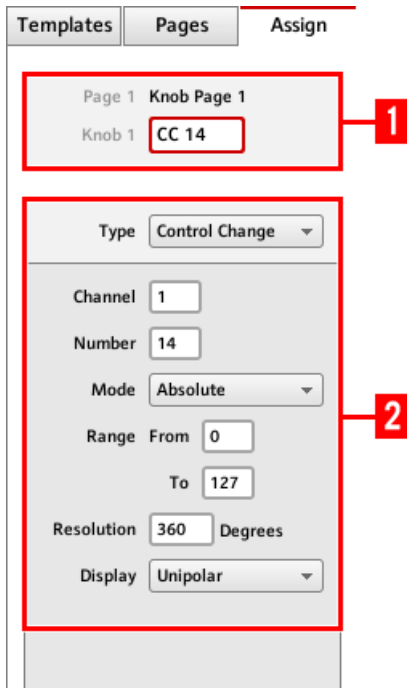 Templates Pages Assign
Page 1 Knob Page 1
Knob 1 CC 14
1
Type Control Change
Channel 1
Number 14
Mode Absolute
2
Range From 0
To 127
Resolution 360 Degrees
Display Unipolar